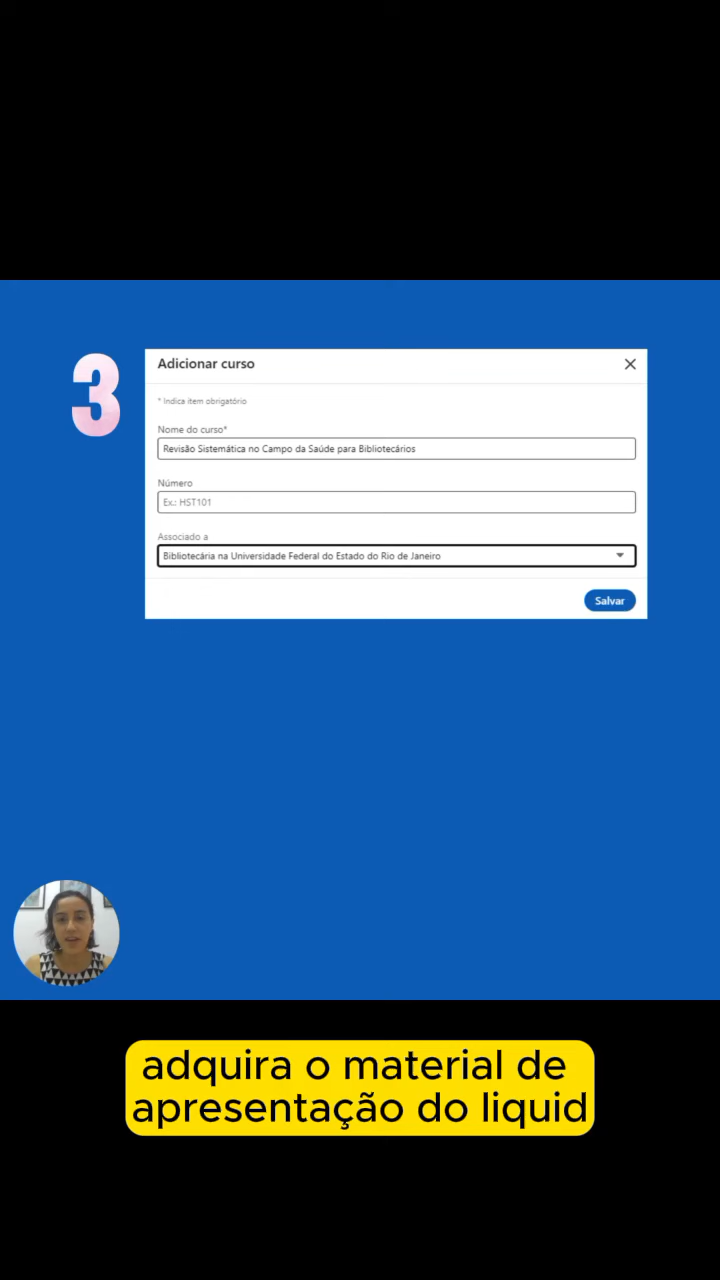 3
Adicionar curso
* Indica item obrigatório
Nome do curso*
Revisão Sistemática no Campo da Saúde para Bibliotecários
Número
Ex.: HST101
Associado a
Bibliotecária na Universidade Federal do Estado do Rio de Janeiro
Salvar
adquira o material de
apresentação do liquid